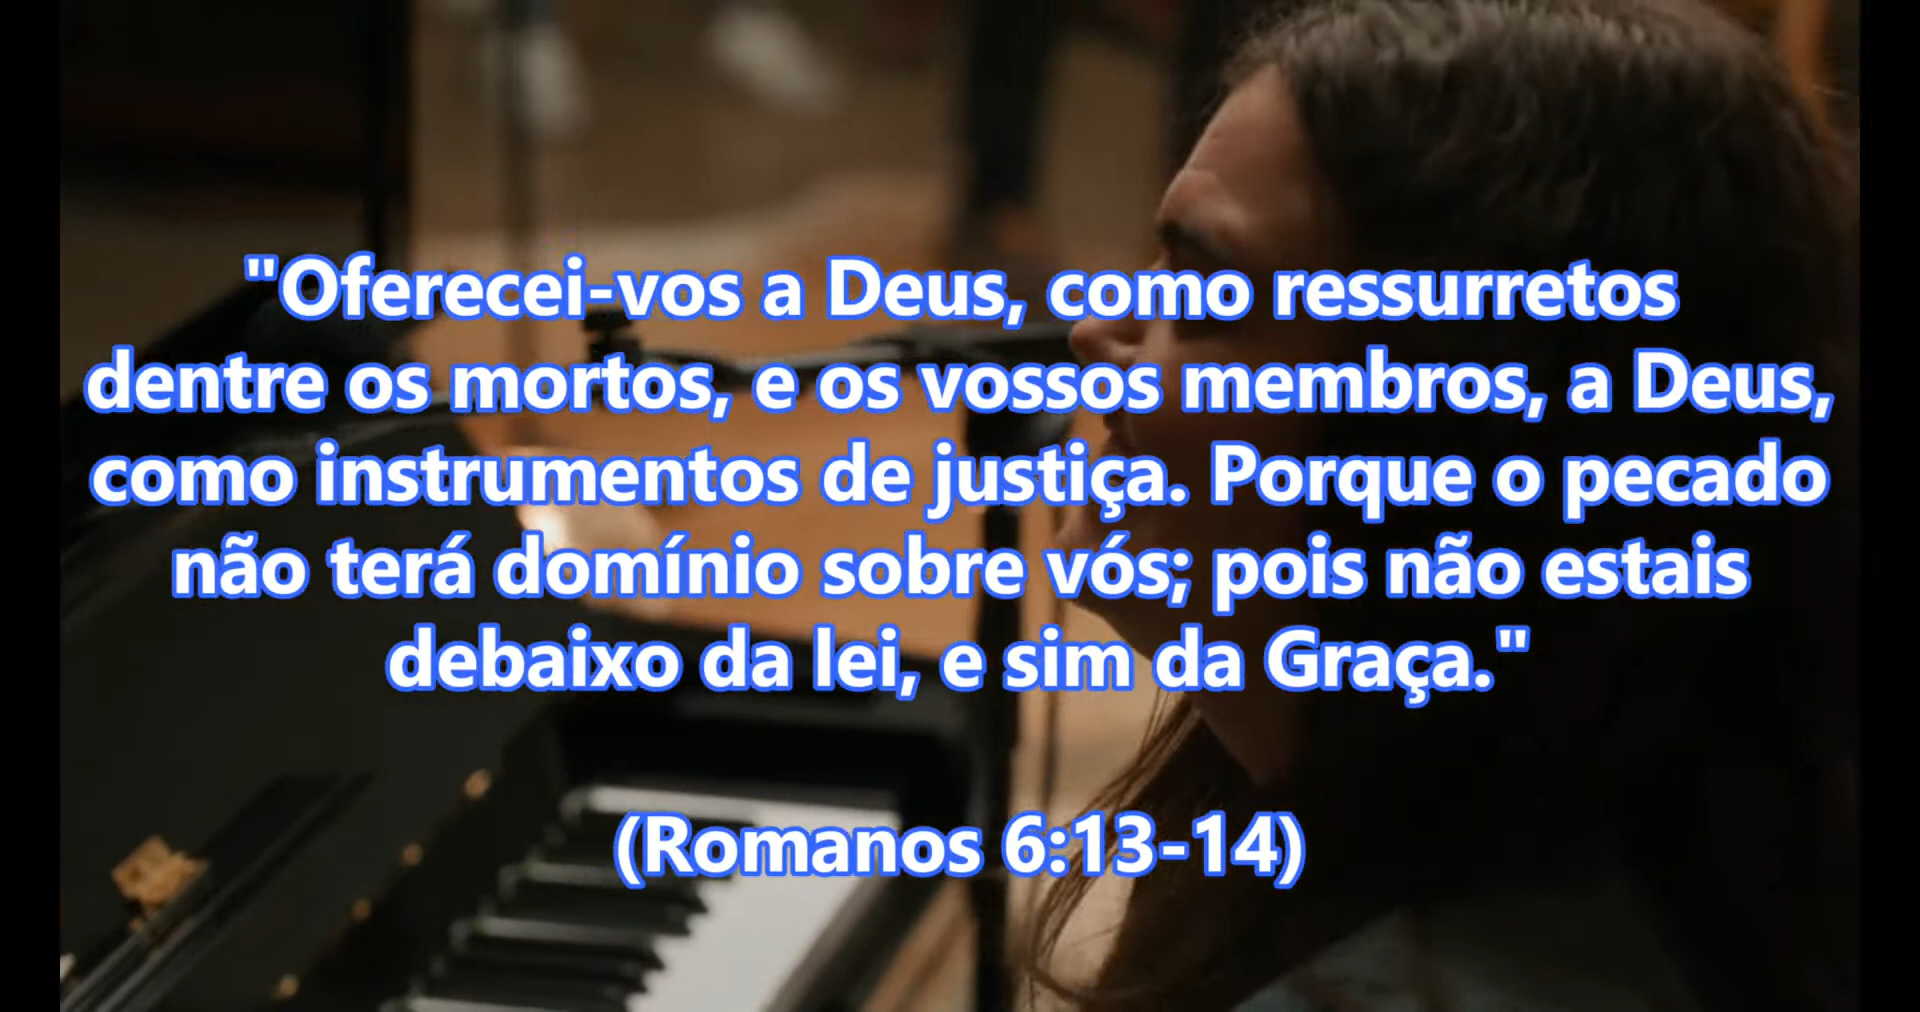 "Oferecei-vos a Deus, como ressurretos
dentre os mortos, e os vossos membros, a Deus,
como instrumentos de justiça. Porque o pecado
não terá domínio sobre vós; pois não estais
debaixo da lei, e sim da Graça."
(Romanos 6:13-14)